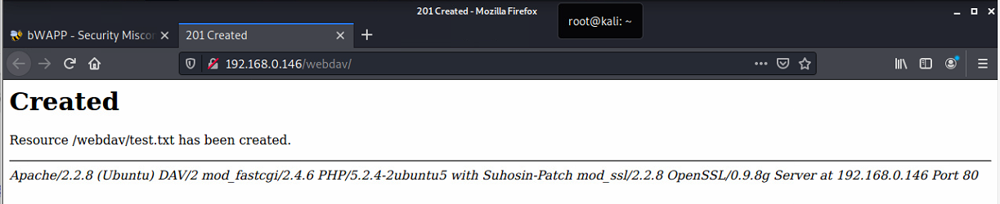 201 Created - Mozilla Firefox
root@kali: ~
bWAPP - Security Miscon
201 Created
192.168.0.146/webdav/
Created
Resource /webdav/test.txt has been created.
Apache/2.2.8 (Ubuntu) DAV/2 mod_fastcgi/2.4.6 PHP/5.2.4-2ubuntu5 with Suhosin-Patch mod_ssl/2.2.8 OpenSSL/0.9.8g Server at 192.168.0.146 Port 80